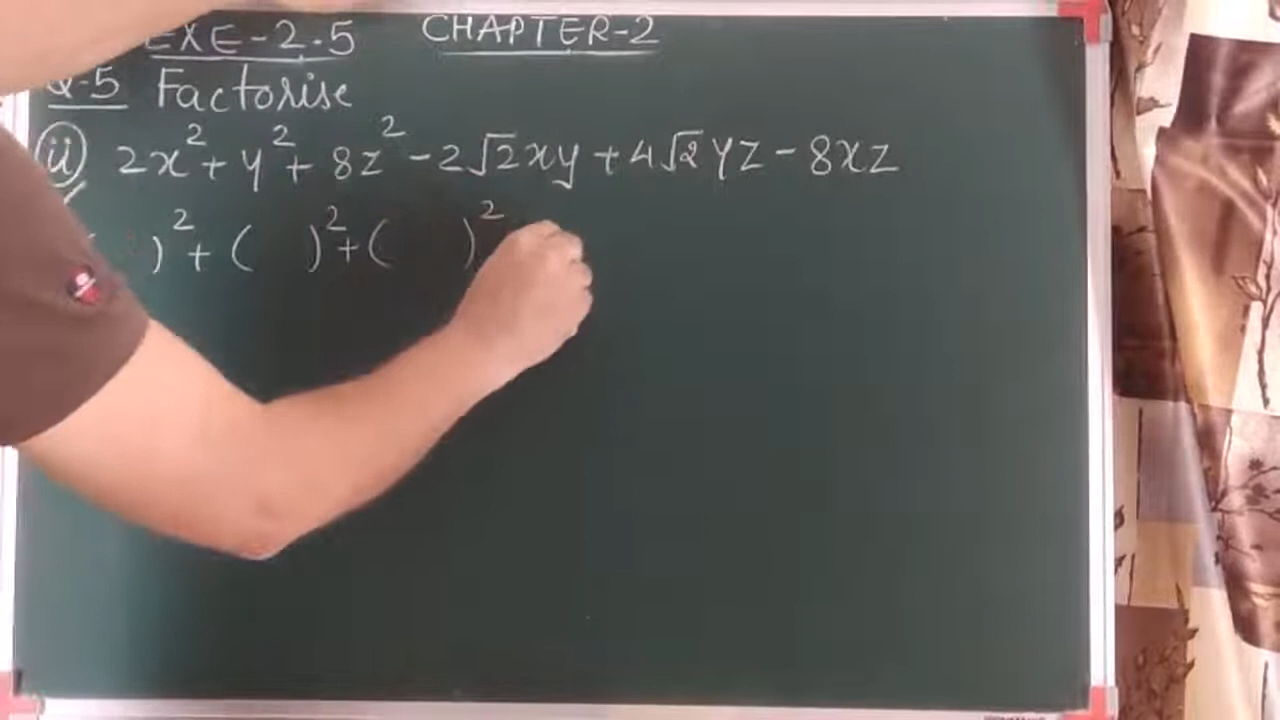 EXE-2.5 CHAPTER-2
Q-5 Factorise
(ii) 2x² + y² + 8z² - 2√2xy + 4√2yz - 8xz
( )² + ( )² + ( )²